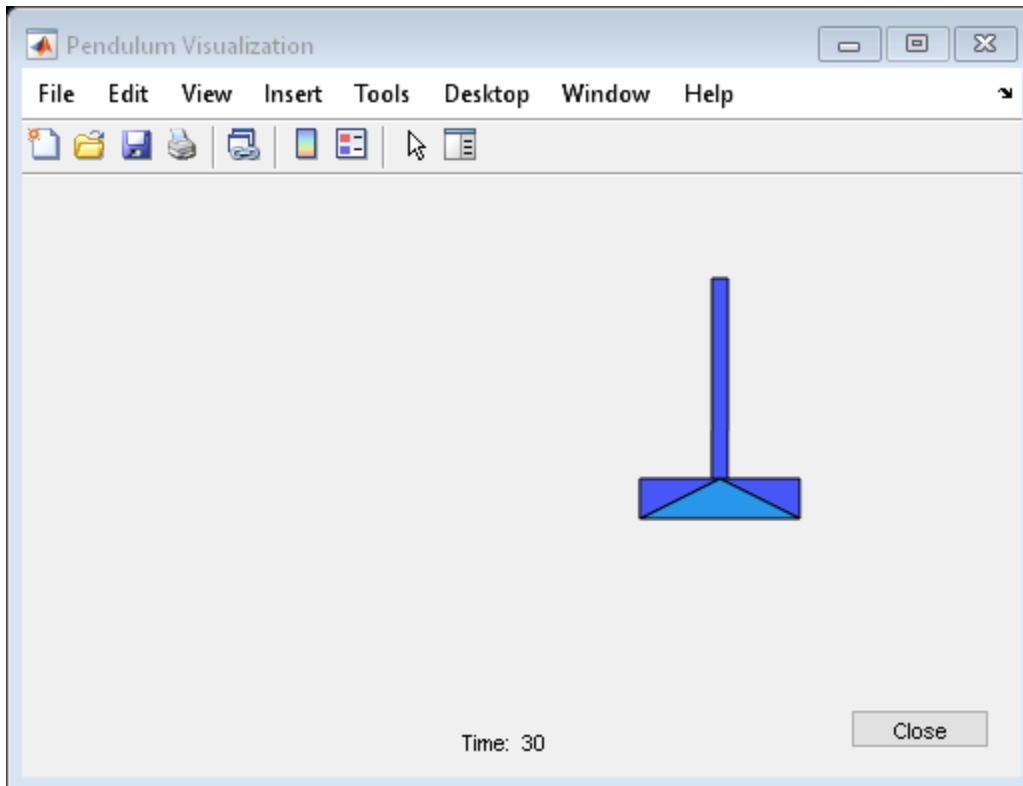 Pendulum Visualization
File Edit View Insert Tools Desktop Window Help
Time: 30
Close